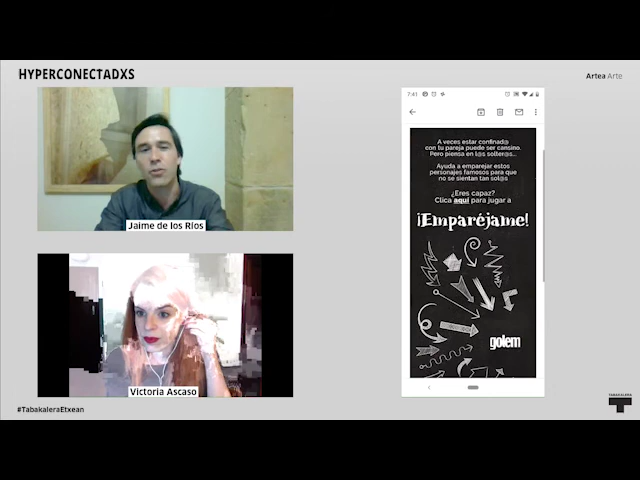 HYPERCONECTADXS
Artea Arte
Jaime de los Ríos
Victoria Ascaso
7:41
A veces estar confinad@
con tu pareja puede ser cansino.
Pero piensa en l@s solter@s...
Ayuda a emparejar estos
personajes famosos para que
no se sientan tan sol@s
¿Eres capaz?
Clica aquí para jugar a
¡Emparéjame!
golem
#TabakaleraEtxean
TABAKALERA